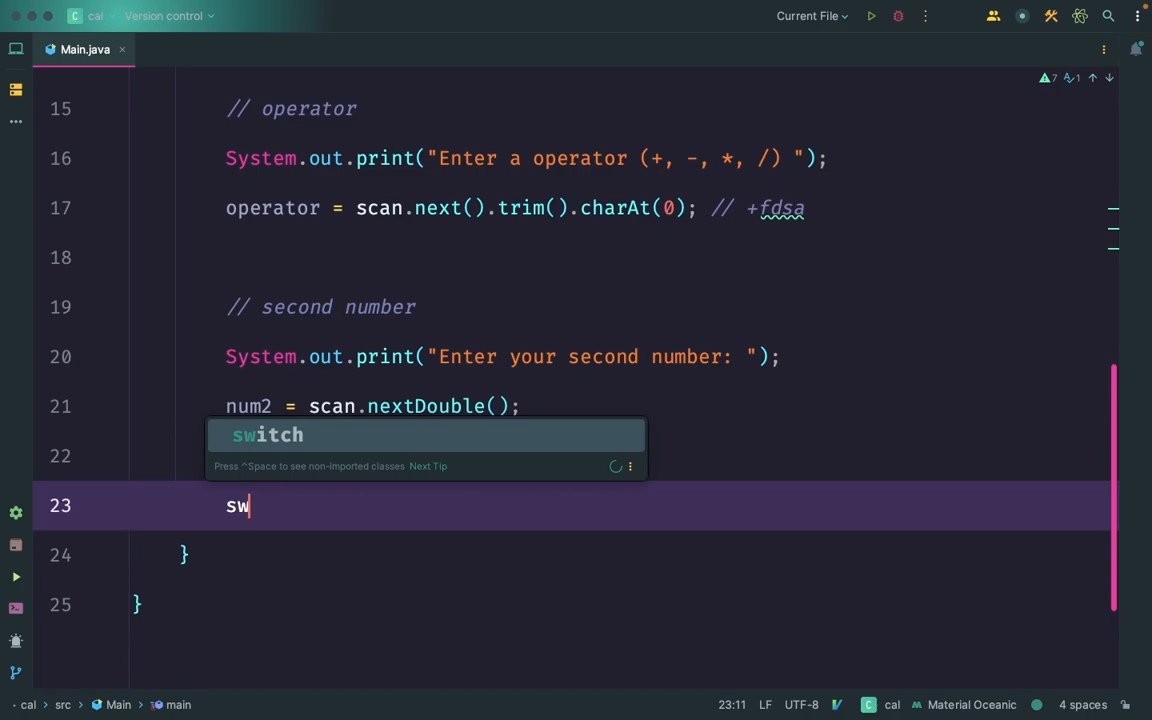 C cal Version control Current File
Main.java
7 1
15 // operator
16 System.out.print("Enter a operator (+, -, *, /) ");
17 operator = scan.next().trim().charAt(0); // +fdsa
18
19 // second number
20 System.out.print("Enter your second number: ");
21 num2 = scan.nextDouble();
switch
22
Press ^Space to see non-imported classes Next Tip
23 sw
24 }
25 }
cal > src > Main > main 23:11 LF UTF-8 C cal Material Oceanic 4 spaces